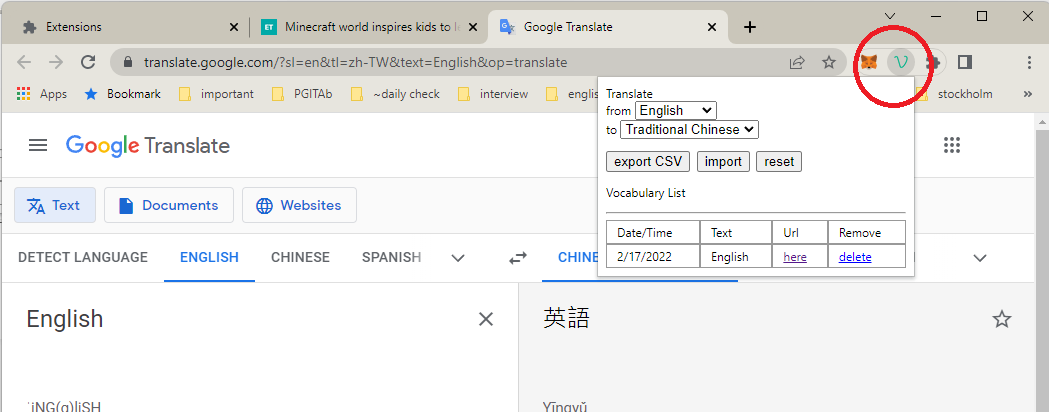 Extensions
ET Minecraft world inspires kids to le
Google Translate
translate.google.com/?sl=en&tl=zh-TW&text=English&op=translate
Apps
Bookmark
important
PGITAb
~daily check
interview
english
stockholm
»
Google Translate
Text
Documents
Websites
DETECT LANGUAGE
ENGLISH
CHINESE
SPANISH
CHINE
English
英語
ˈiNG(ɡ)liSH
Yīngyǔ
Translate
from English
to Traditional Chinese
export CSV import reset
Vocabulary List
Date/Time Text Url Remove
2/17/2022 English here delete